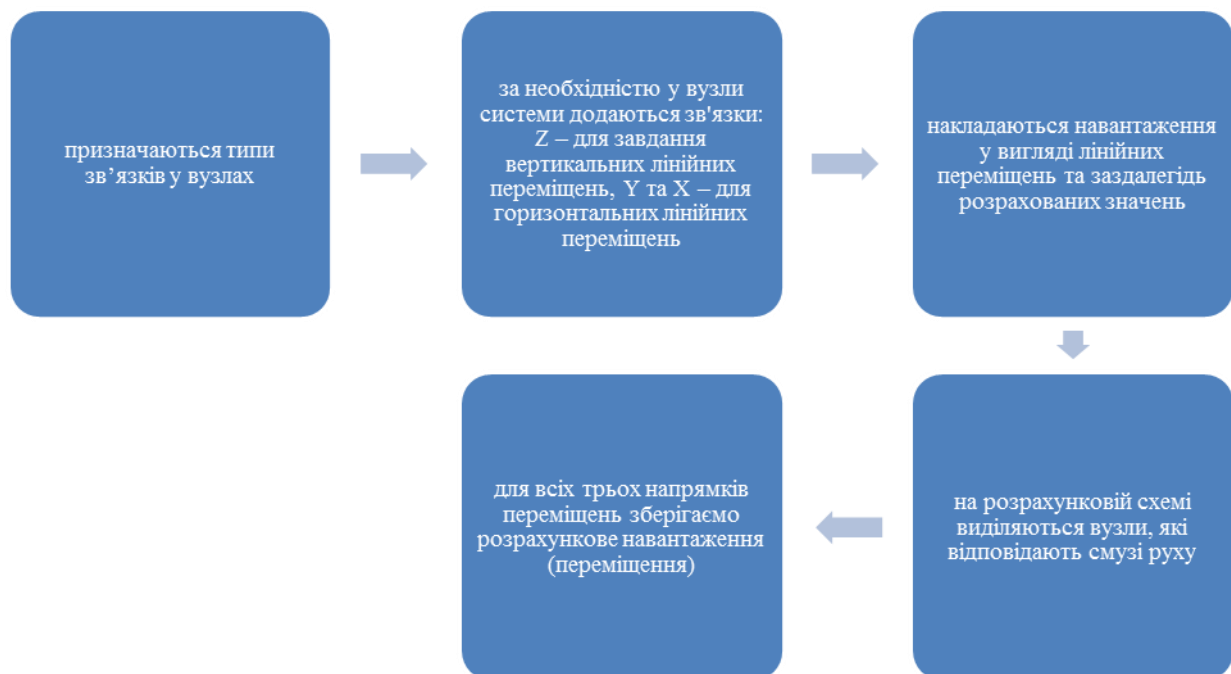 призначаються типи
зв’язків у вузлах
за необхідністю у вузли
системи додаються зв'язки:
Z – для завдання
вертикальних лінійних
переміщень, Y та X – для
горизонтальних лінійних
переміщень
накладаються навантаження
у вигляді лінійних
переміщень та заздалегідь
розрахованих значень
на розрахунковій схемі
виділяються вузли, які
відповідають смузі руху
для всіх трьох напрямків
переміщень зберігаємо
розрахункове навантаження
(переміщення)